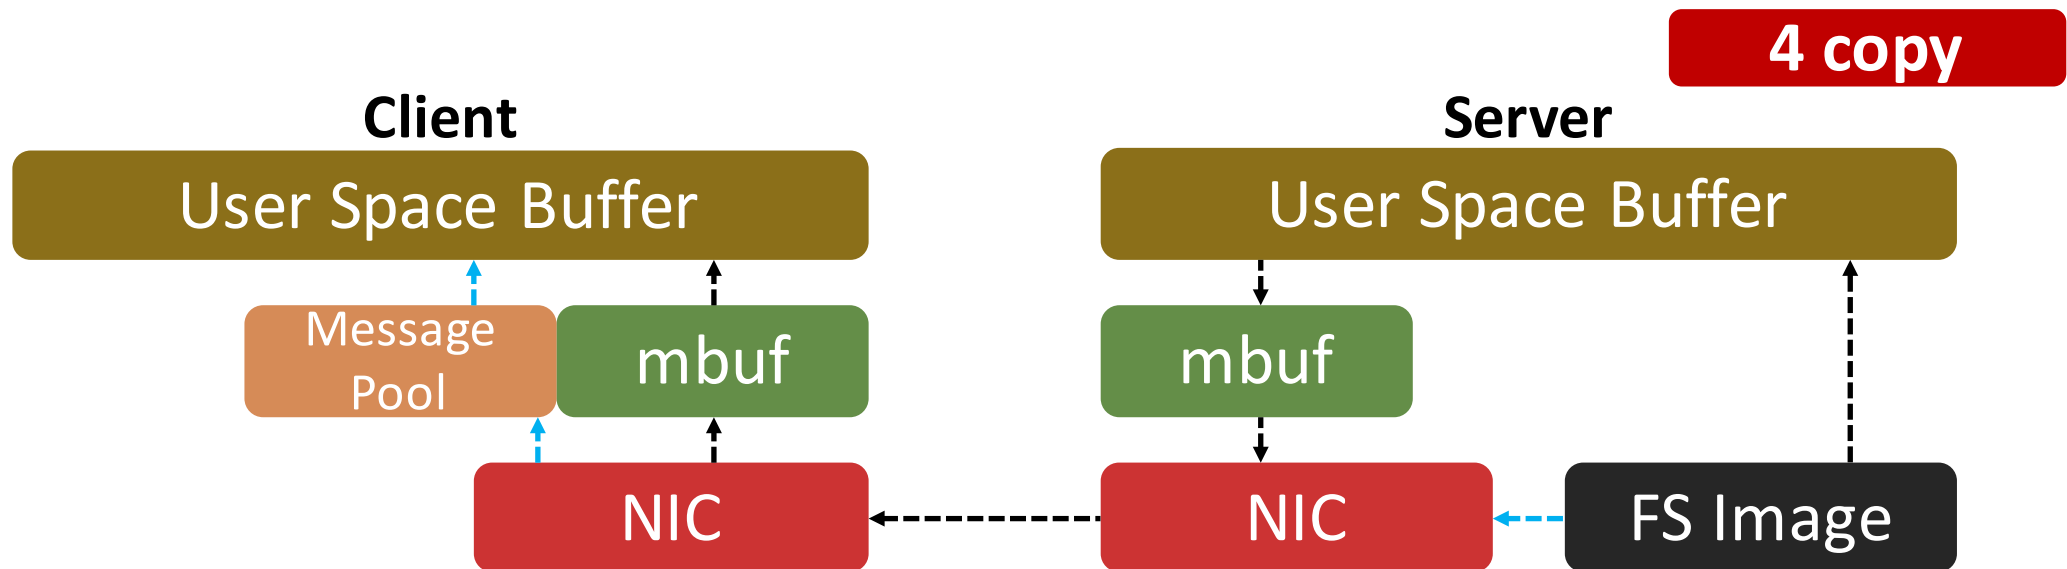 4 copy
Client
Server
User Space Buffer
User Space Buffer
Message
Pool
mbuf
mbuf
NIC
NIC
FS Image